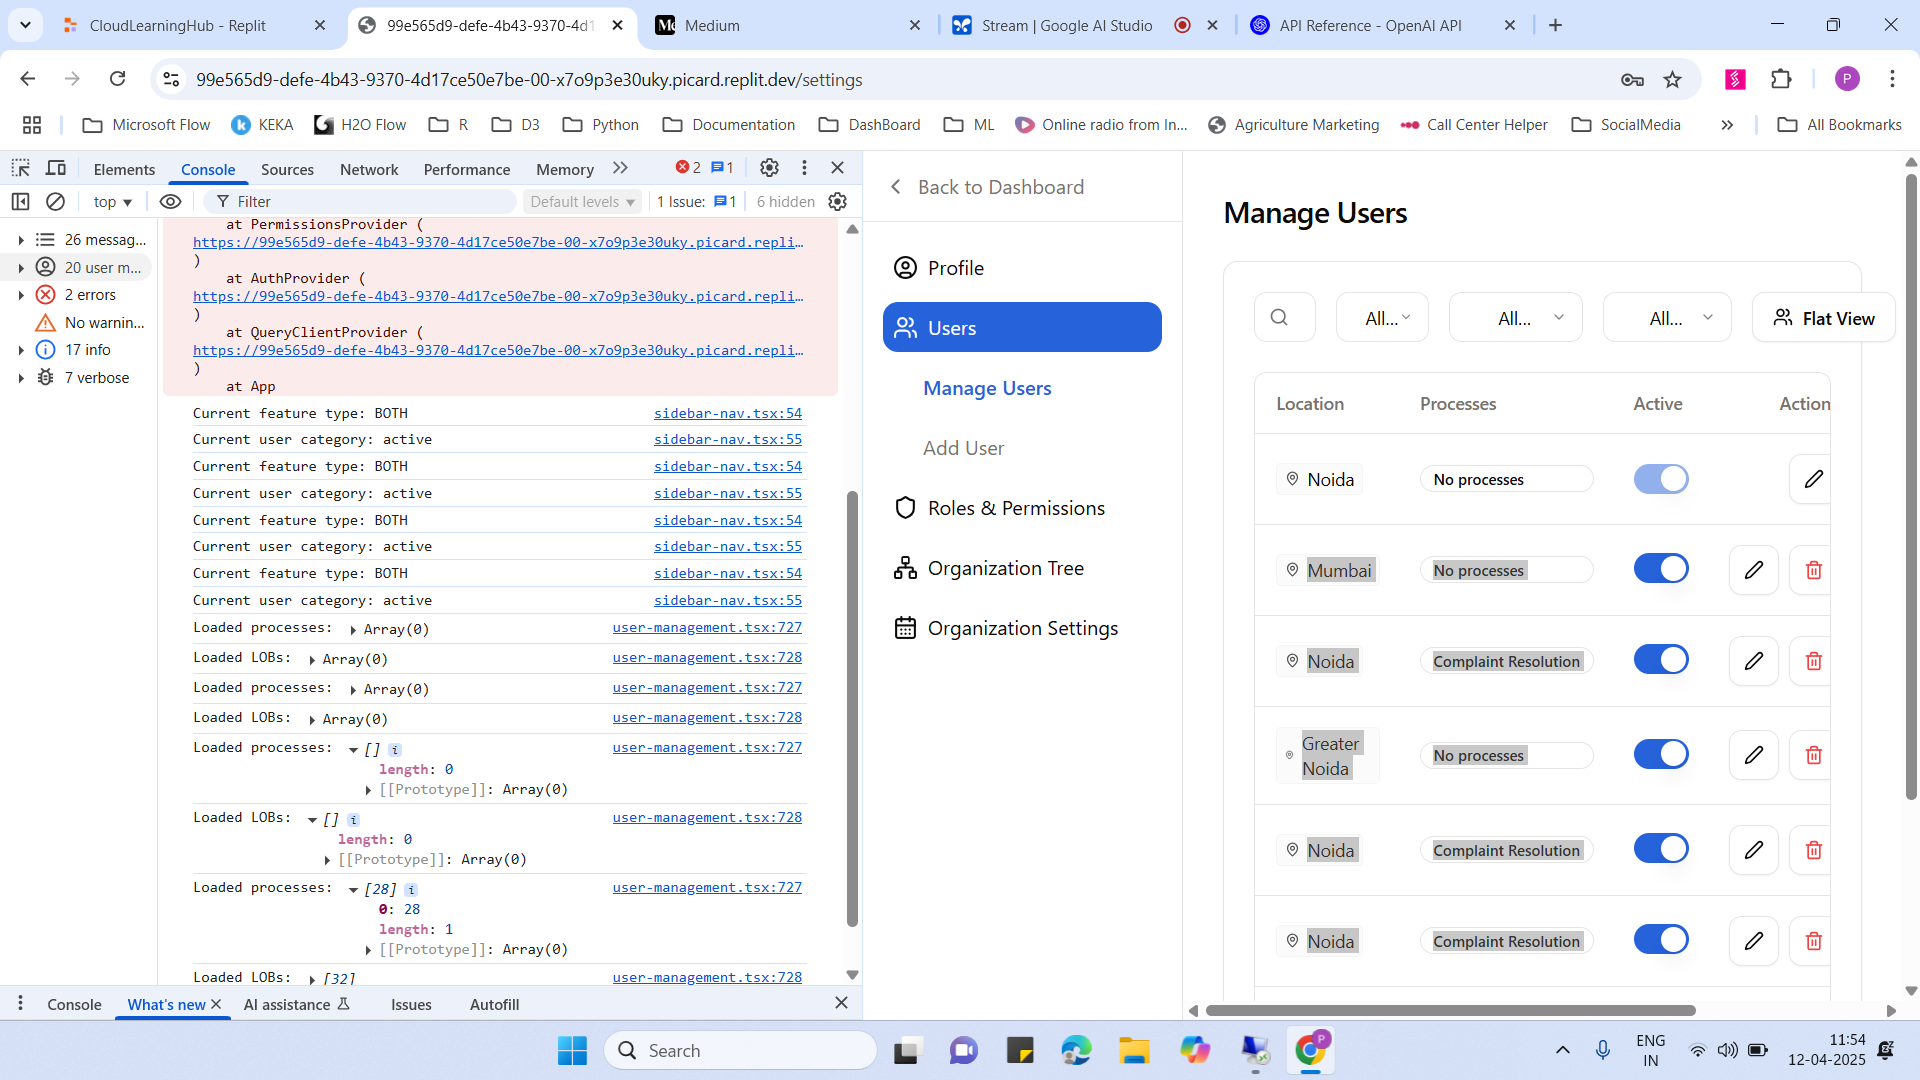 CloudLearningHub - Replit
99e565d9-defe-4b43-9370-4d1
Medium
Stream | Google AI Studio
API Reference - OpenAI API
99e565d9-defe-4b43-9370-4d17ce50e7be-00-x7o9p3e30uky.picard.replit.dev/settings
P
Microsoft Flow
KEKA
H2O Flow
R
D3
Python
Documentation
DashBoard
ML
Online radio from In...
Agriculture Marketing
Call Center Helper
SocialMedia
All Bookmarks
Elements
Console
Sources
Network
Performance
Memory
2
1
top
Filter
Default levels
1 Issue:
1
6 hidden
26 messag...
20 user m...
2 errors
No warnin...
17 info
7 verbose
at PermissionsProvider (
https://99e565d9-defe-4b43-9370-4d17ce50e7be-00-x7o9p3e30uky.picard.repli…
)
at AuthProvider (
https://99e565d9-defe-4b43-9370-4d17ce50e7be-00-x7o9p3e30uky.picard.repli…
)
at QueryClientProvider (
https://99e565d9-defe-4b43-9370-4d17ce50e7be-00-x7o9p3e30uky.picard.repli…
)
at App
Current feature type: BOTH sidebar-nav.tsx:54
Current user category: active sidebar-nav.tsx:55
Current feature type: BOTH sidebar-nav.tsx:54
Current user category: active sidebar-nav.tsx:55
Current feature type: BOTH sidebar-nav.tsx:54
Current user category: active sidebar-nav.tsx:55
Current feature type: BOTH sidebar-nav.tsx:54
Current user category: active sidebar-nav.tsx:55
Loaded processes: Array(0) user-management.tsx:727
Loaded LOBs: Array(0) user-management.tsx:728
Loaded processes: Array(0) user-management.tsx:727
Loaded LOBs: Array(0) user-management.tsx:728
Loaded processes: [] i user-management.tsx:727
length: 0
[[Prototype]]: Array(0)
Loaded LOBs: [] i user-management.tsx:728
length: 0
[[Prototype]]: Array(0)
Loaded processes: [28] i user-management.tsx:727
0: 28
length: 1
[[Prototype]]: Array(0)
Loaded LOBs: [32] user-management.tsx:728
Console
What's new
AI assistance
Issues
Autofill
Back to Dashboard
Profile
Users
Manage Users
Add User
Roles & Permissions
Organization Tree
Organization Settings
Manage Users
All...
All...
All...
Flat View
Location Processes Active Action
Noida No processes
Mumbai No processes
Noida Complaint Resolution
Greater
Noida
No processes
Noida Complaint Resolution
Noida Complaint Resolution
Search
P
ENG
IN
11:54
12-04-2025